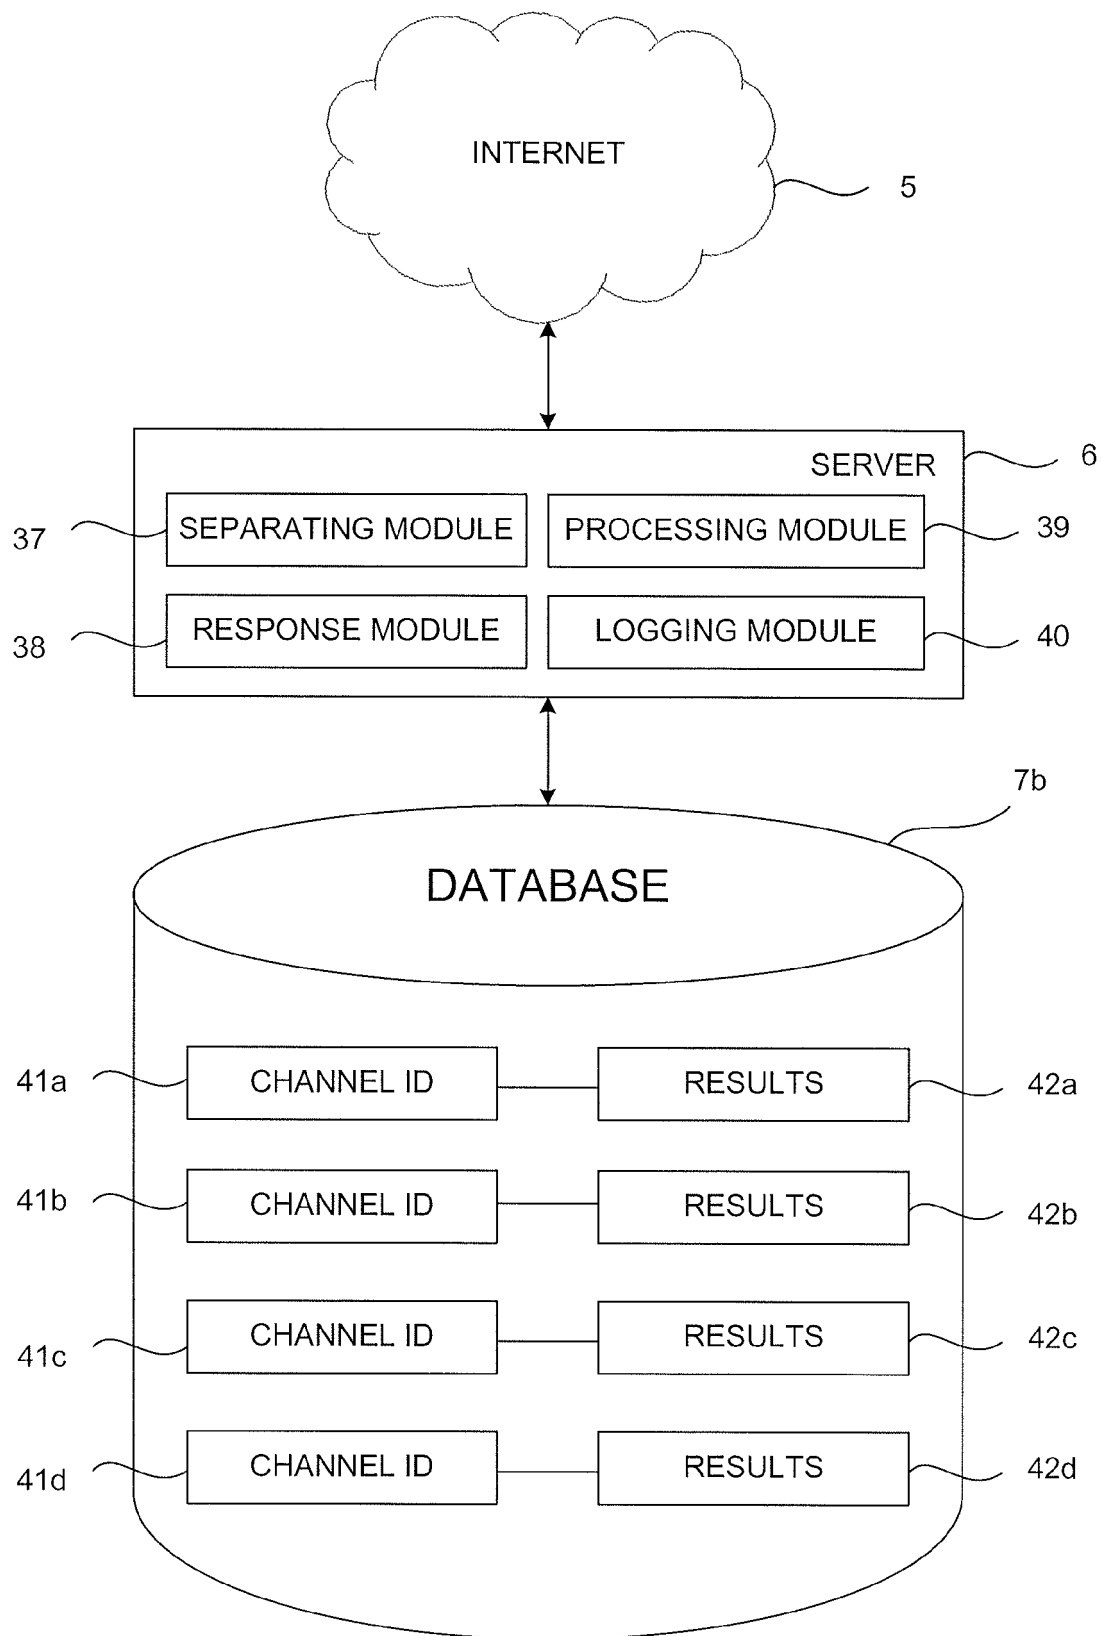 INTERNET
5
SERVER
6
37
SEPARATING MODULE
PROCESSING MODULE
39
38
RESPONSE MODULE
LOGGING MODULE
40
7b
DATABASE
41a
CHANNEL ID
RESULTS
42a
41b
CHANNEL ID
RESULTS
42b
41c
CHANNEL ID
RESULTS
42c
41d
CHANNEL ID
RESULTS
42d